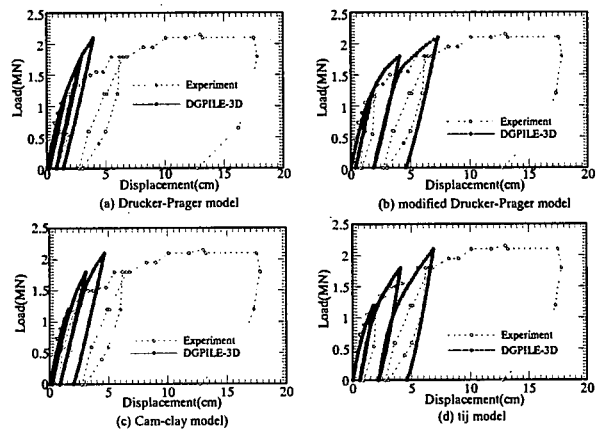 2.5
2
1.5
1
0.5
0
Load(MN)
Experiment
DGPILE-3D
0 5 10 15 20
Displacement(cm)
(a) Drucker-Prager model
2.5
2
1.5
1
0.5
0
Load(MN)
Experiment
DGPILE-3D
0 5 10 15 20
Displacement(cm)
(b) modified Drucker-Prager model
2.5
2
1.5
1
0.5
0
Load(MN)
Experiment
DGPILE-3D
0 5 10 15 20
Displacement(cm)
(c) Cam-clay model)
2.5
2
1.5
1
0.5
0
Load(MN)
Experiment
DGPILE-3D
0 5 10 15 20
Displacement(cm)
(d) tij model